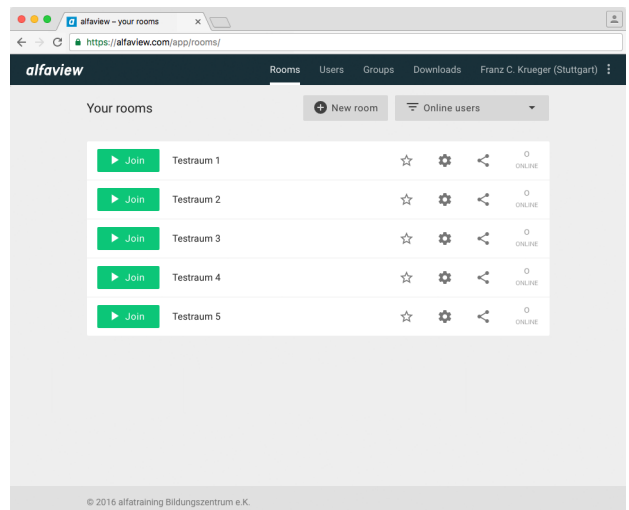 alfaview – your rooms
https://alfaview.com/app/rooms/
alfaview Rooms Users Groups Downloads Franz C. Krueger (Stuttgart)
Your rooms New room Online users
Join Testraum 1 0 ONLINE
Join Testraum 2 0 ONLINE
Join Testraum 3 0 ONLINE
Join Testraum 4 0 ONLINE
Join Testraum 5 0 ONLINE
© 2016 alfatraining Bildungszentrum e.K.